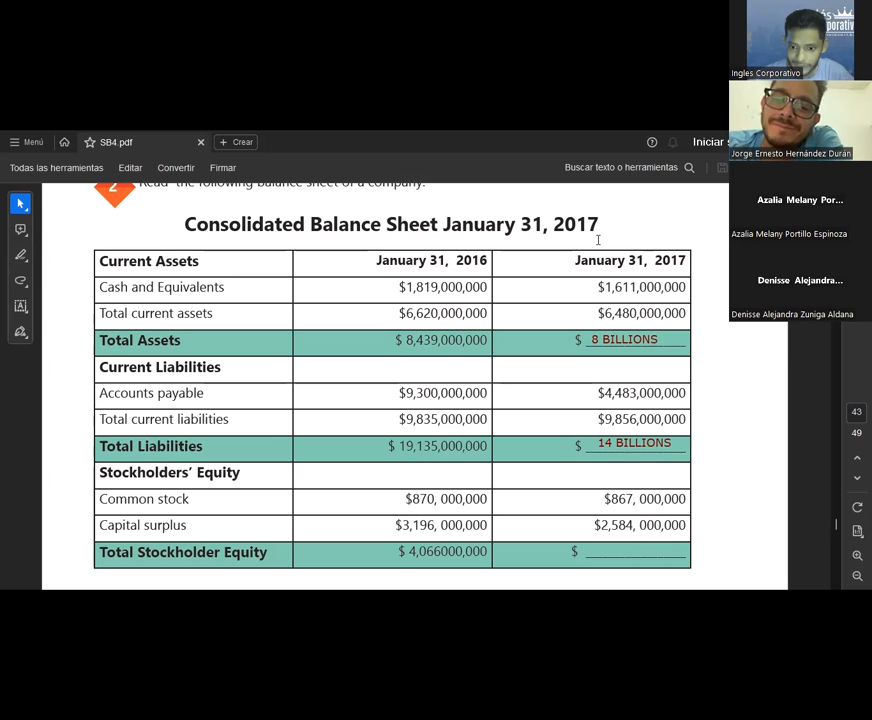 Ingles Corporativo
Menú
SB4.pdf
Crear
Iniciar
Jorge Ernesto Hernández Durán
Todas las herramientas Editar Convertir Firmar
Buscar texto o herramientas
Azalia Melany Por...
Azalia Melany Portillo Espinoza
Denisse Alejandra...
Denisse Alejandra Zuniga Aldana
2 Read the following balance sheet of a company.
Consolidated Balance Sheet January 31, 2017
Current Assets January 31, 2016 January 31, 2017
Cash and Equivalents $1,819,000,000 $1,611,000,000
Total current assets $6,620,000,000 $6,480,000,000
Total Assets $ 8,439,000,000 $ 8 BILLIONS
Current Liabilities
Accounts payable $9,300,000,000 $4,483,000,000
Total current liabilities $9,835,000,000 $9,856,000,000
Total Liabilities $ 19,135,000,000 $ 14 BILLIONS
Stockholders’ Equity
Common stock $870, 000,000 $867, 000,000
Capital surplus $3,196, 000,000 $2,584, 000,000
Total Stockholder Equity $ 4,066000,000 $
43
49